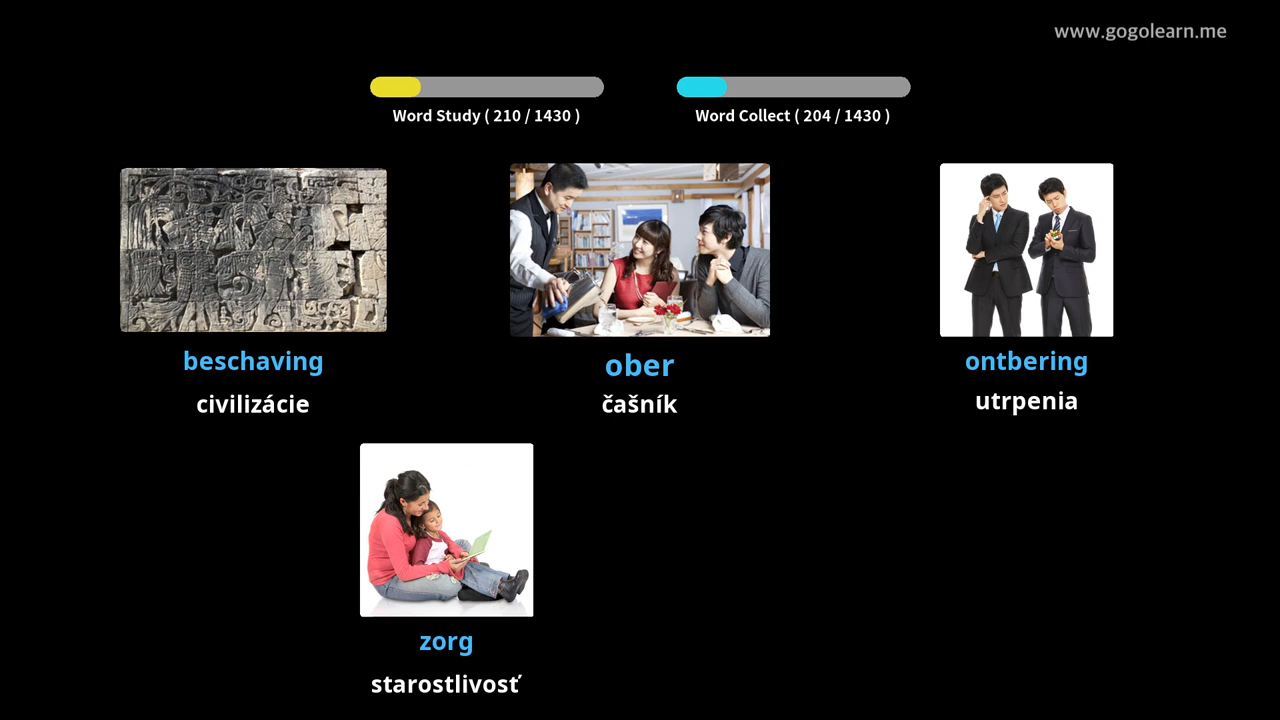 www.gogolearn.me
Word Study ( 210 / 1430 )
Word Collect ( 204 / 1430 )
beschaving
civilizácie
ober
čašník
ontbering
utrpenia
zorg
starostlivosť